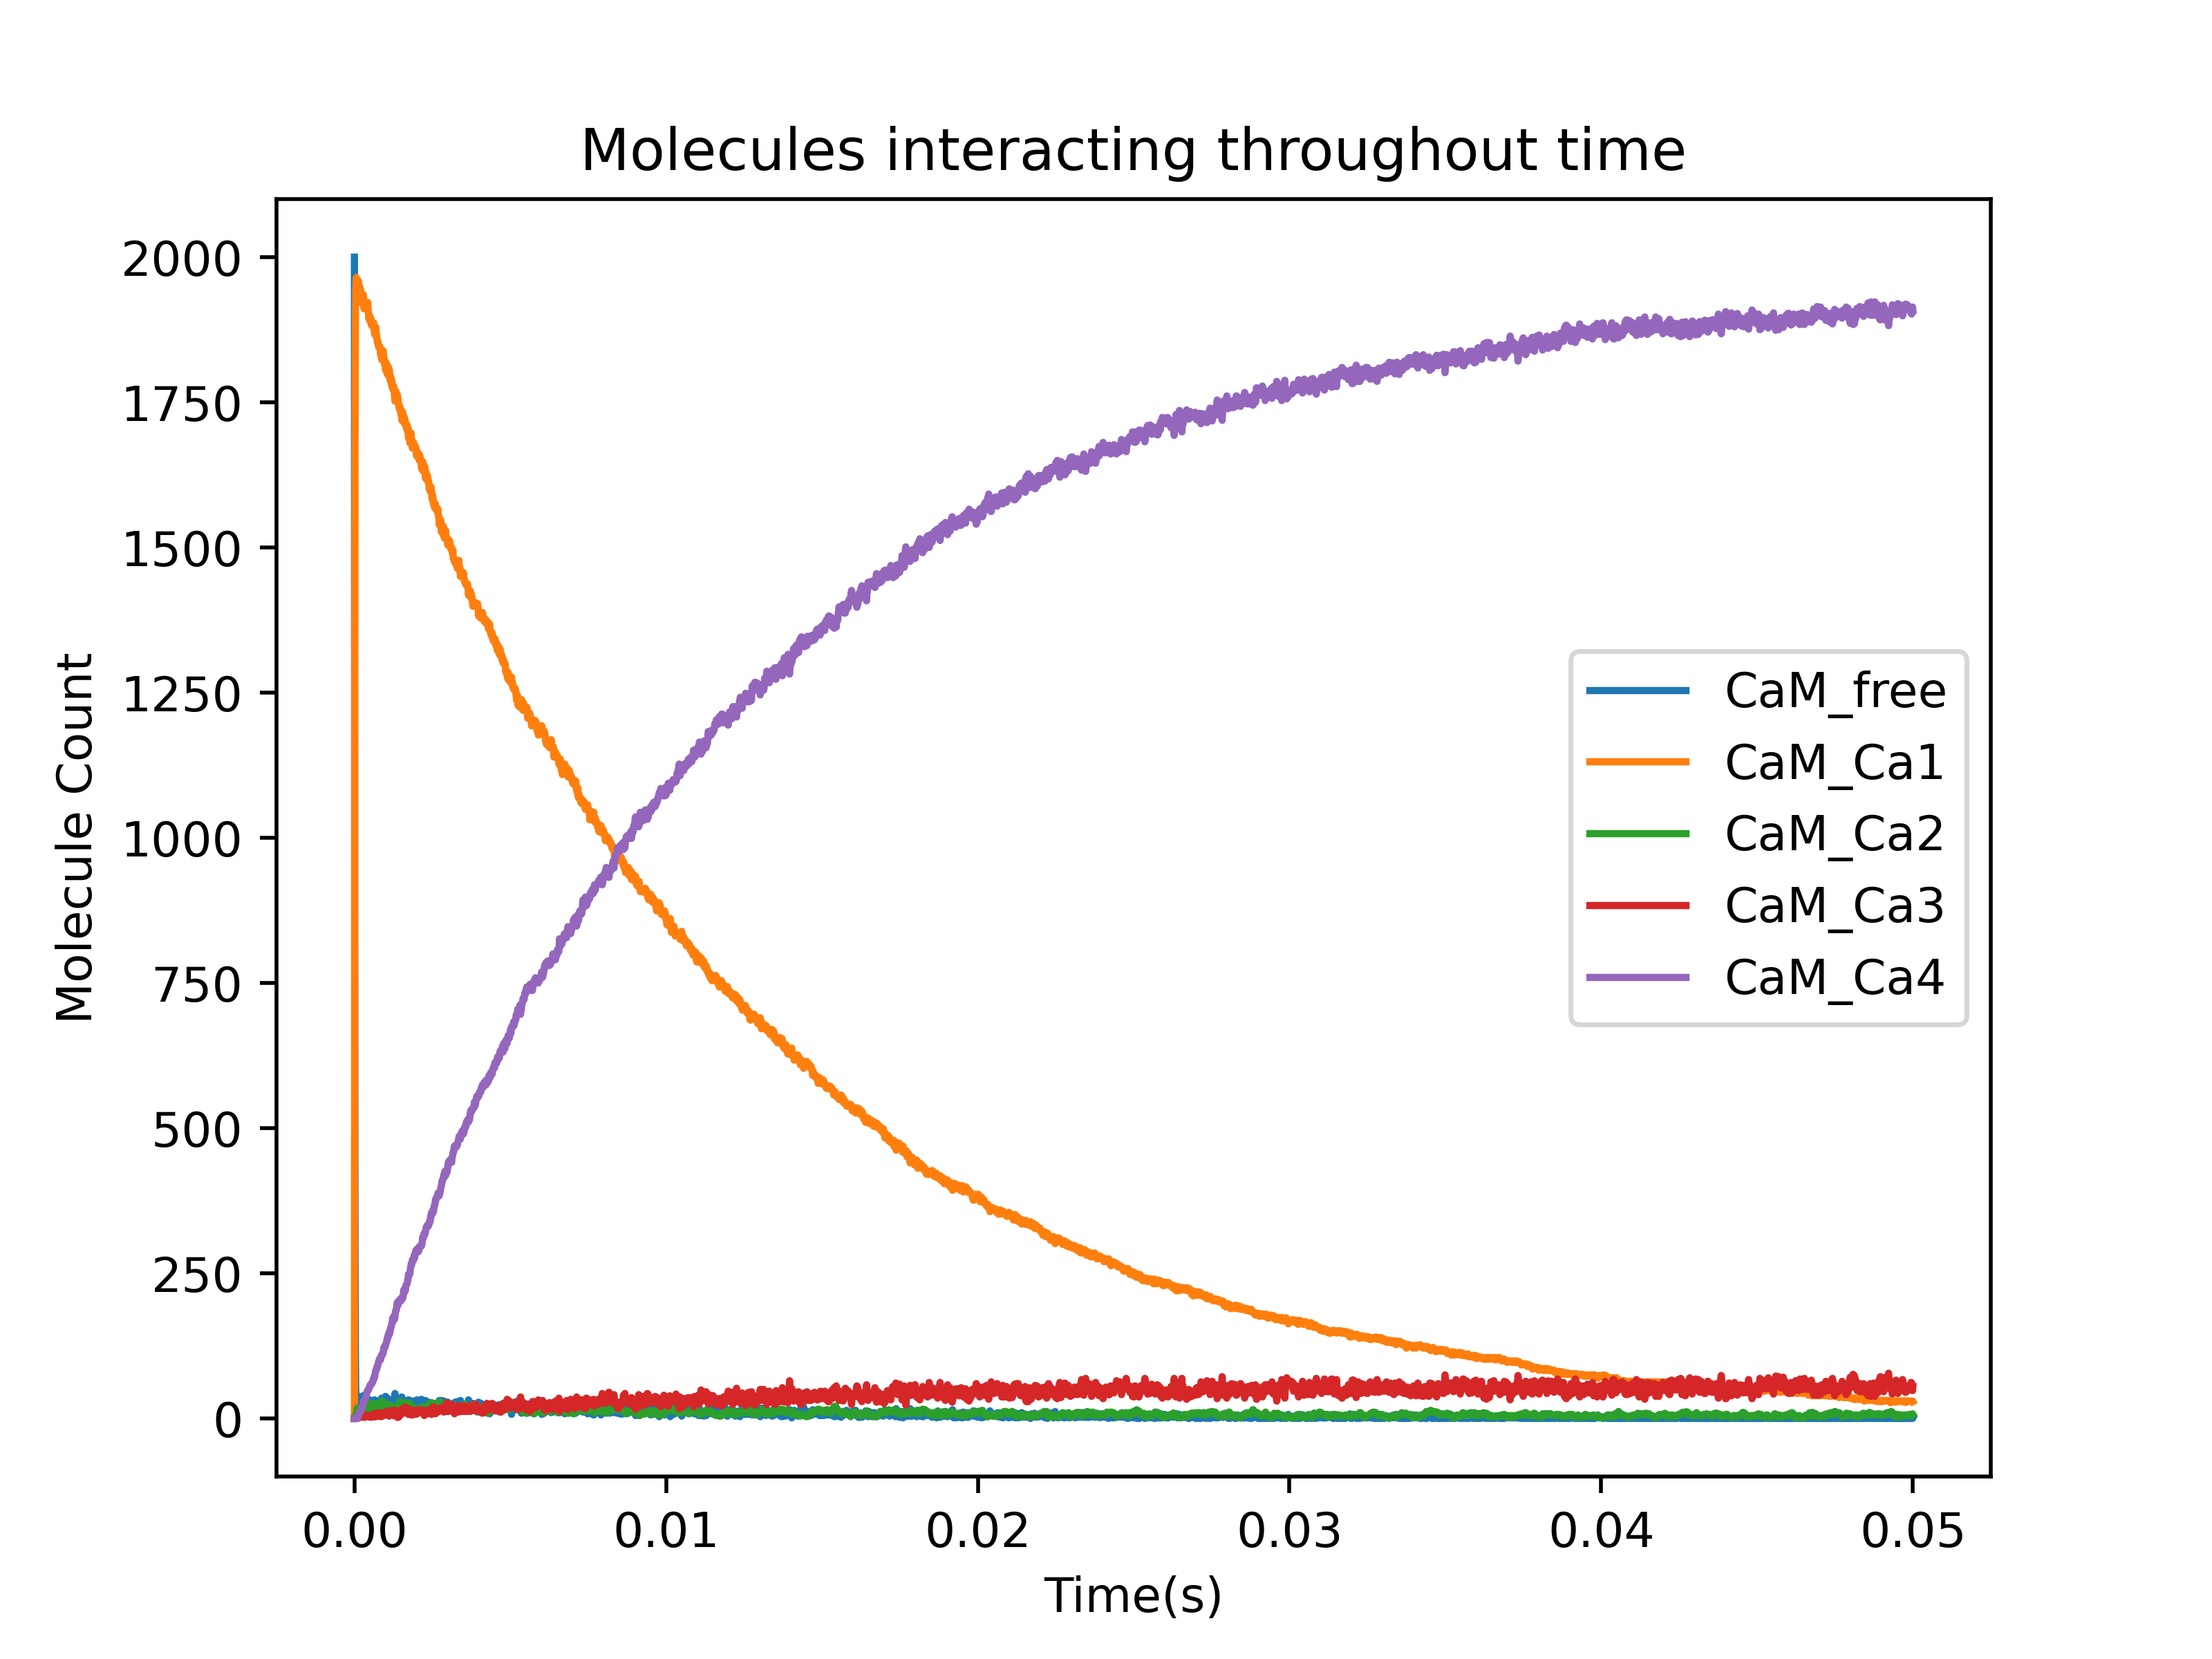 Molecules interacting throughout time
2000
1750
1500
1250
1000
750
500
250
0
Molecule Count
CaM_free
CaM_Ca1
CaM_Ca2
CaM_Ca3
CaM_Ca4
0.00 0.01 0.02 0.03 0.04 0.05
Time(s)